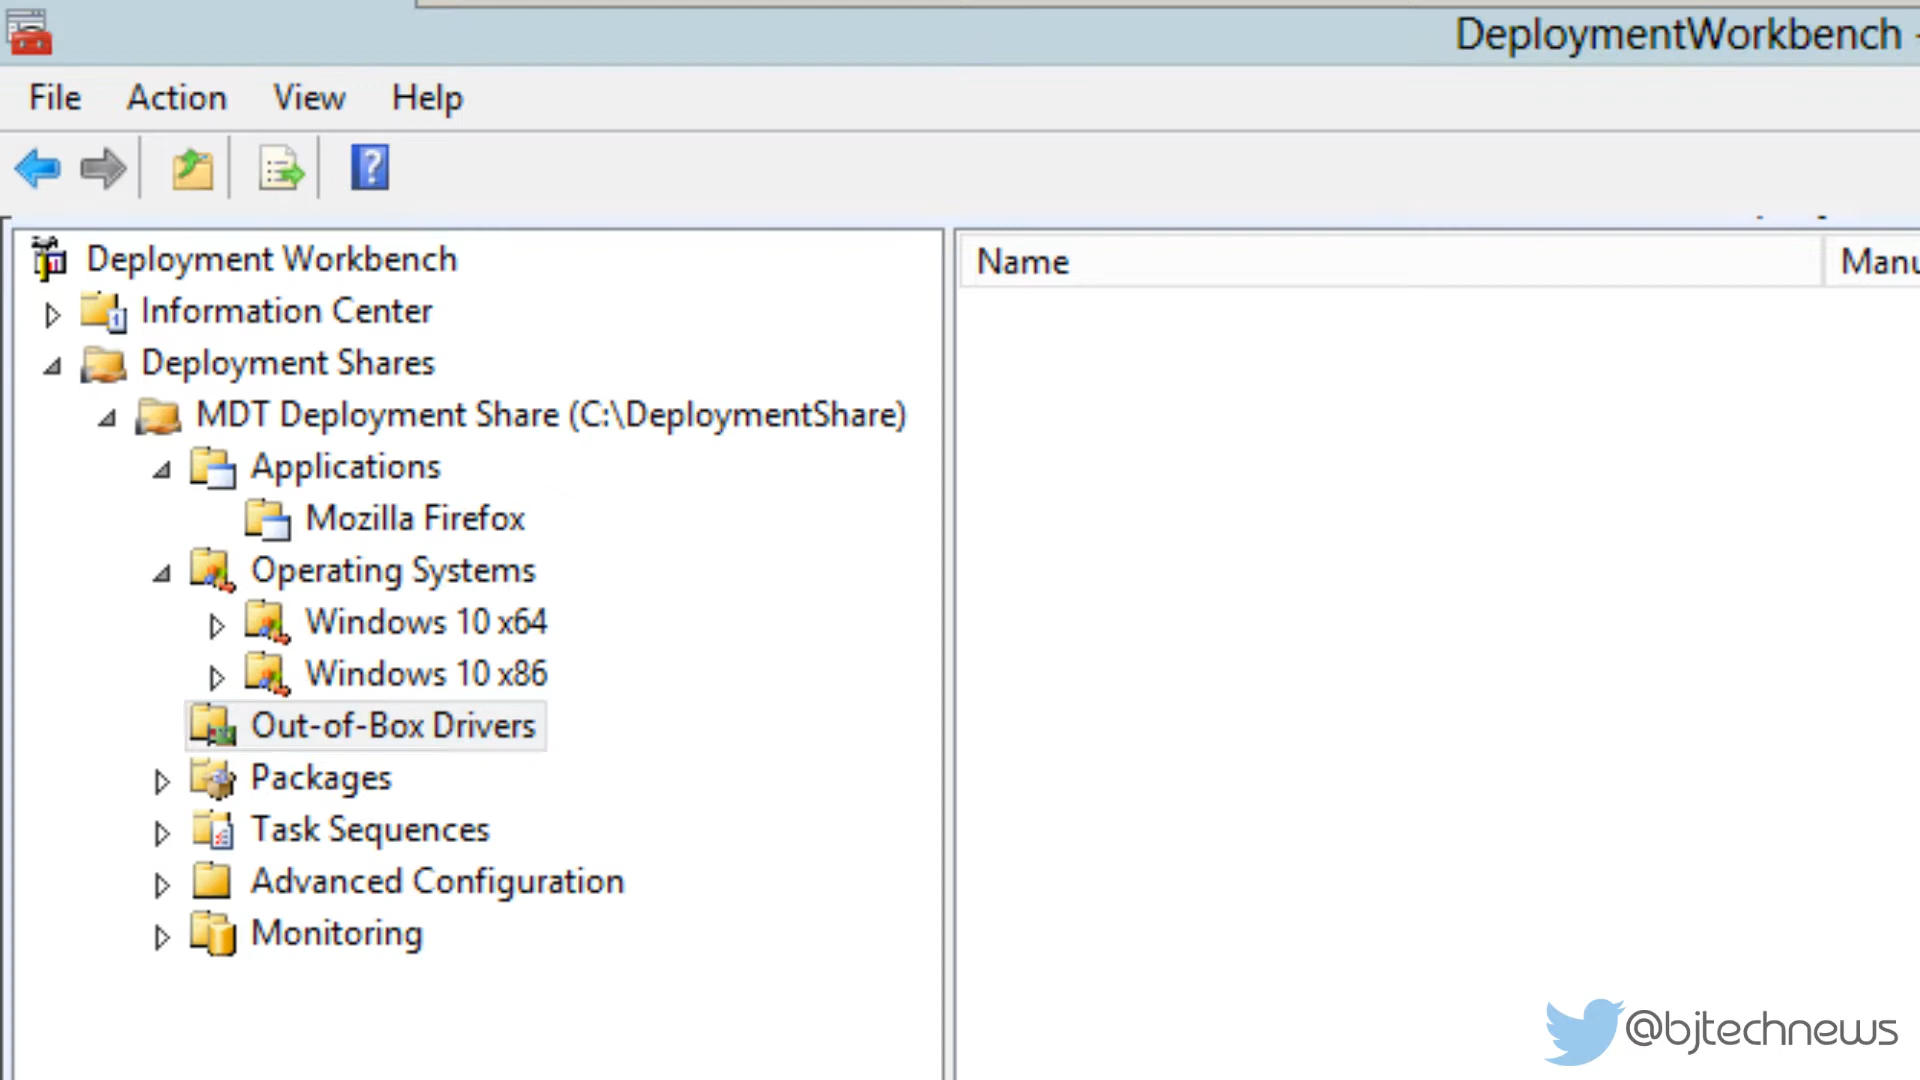 DeploymentWorkbench -
File Action View Help
Deployment Workbench
Information Center
Deployment Shares
MDT Deployment Share (C:\DeploymentShare)
Applications
Mozilla Firefox
Operating Systems
Windows 10 x64
Windows 10 x86
Out-of-Box Drivers
Packages
Task Sequences
Advanced Configuration
Monitoring
Name Manu
@bjtechnews